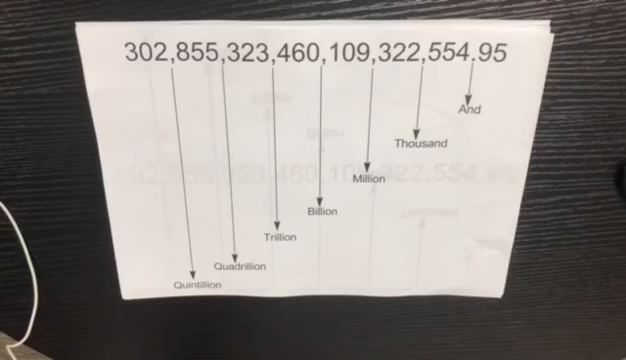 302,855,323,460,109,322,554.95
And
Thousand
Million
Billion
Trillion
Quadrillion
Quintillion